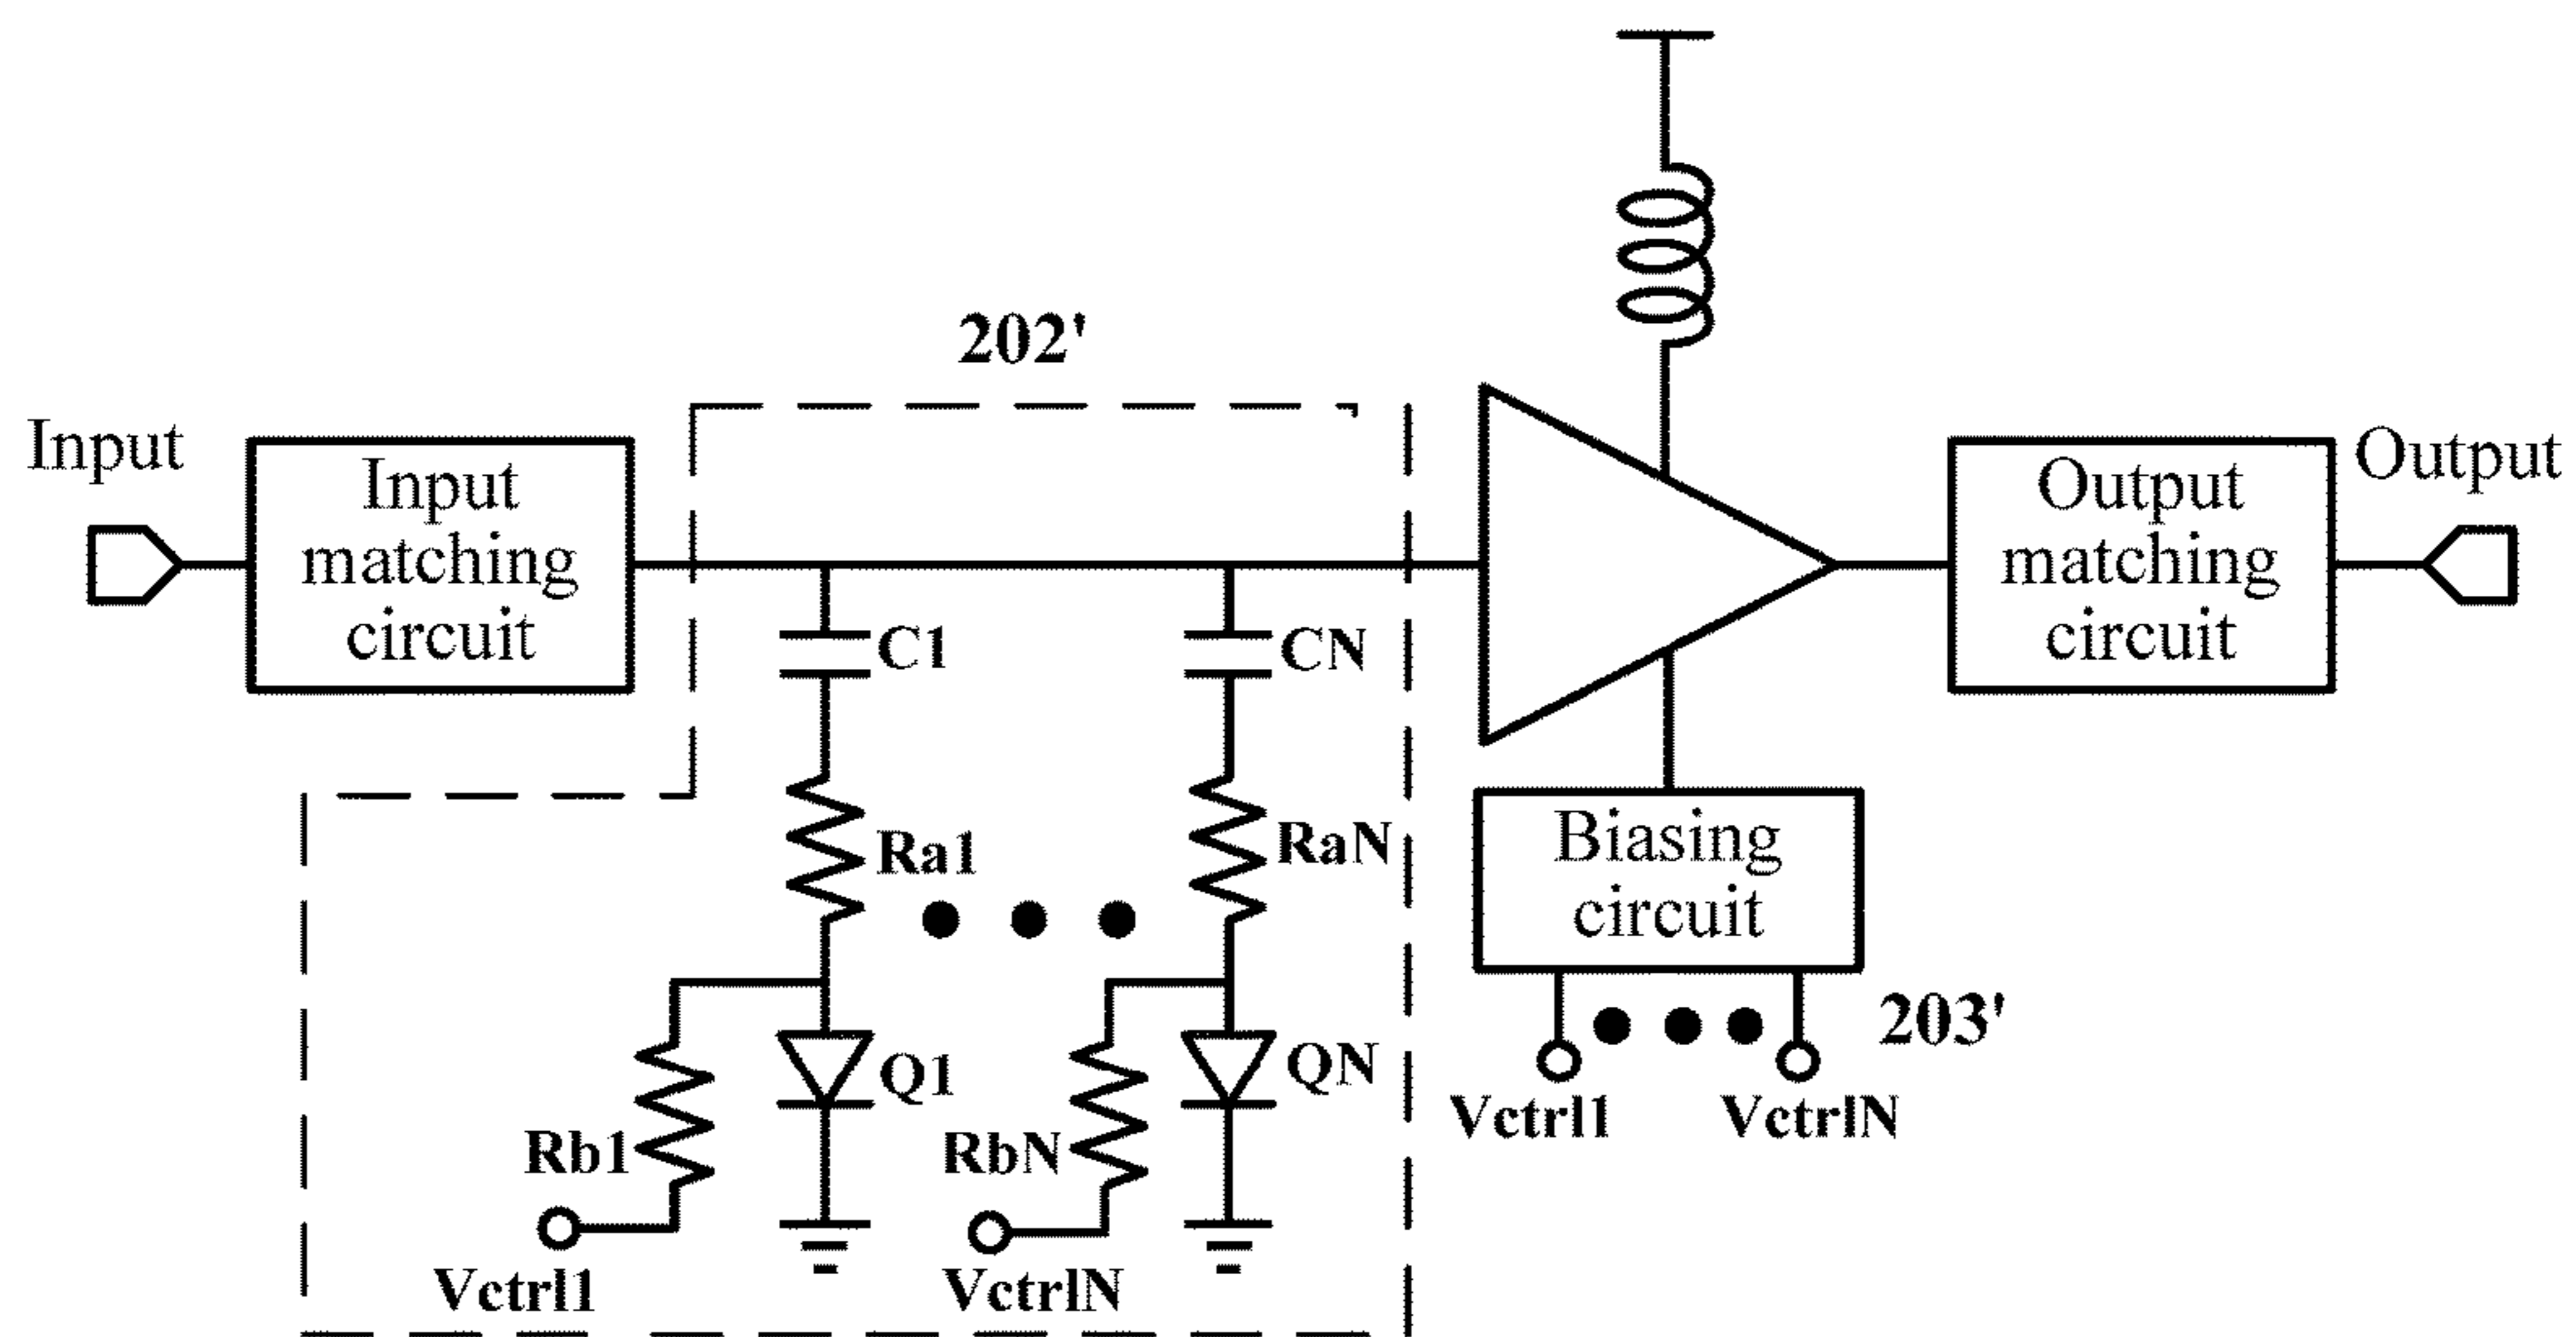 202'
Input
Input
matching
circuit
Output
matching
circuit
Output
C1
CN
Ra1
RaN
Biasing
circuit
Q1
QN
203'
Rb1
RbN
Vctrl1
VctrlN
Vctrl1
VctrlN